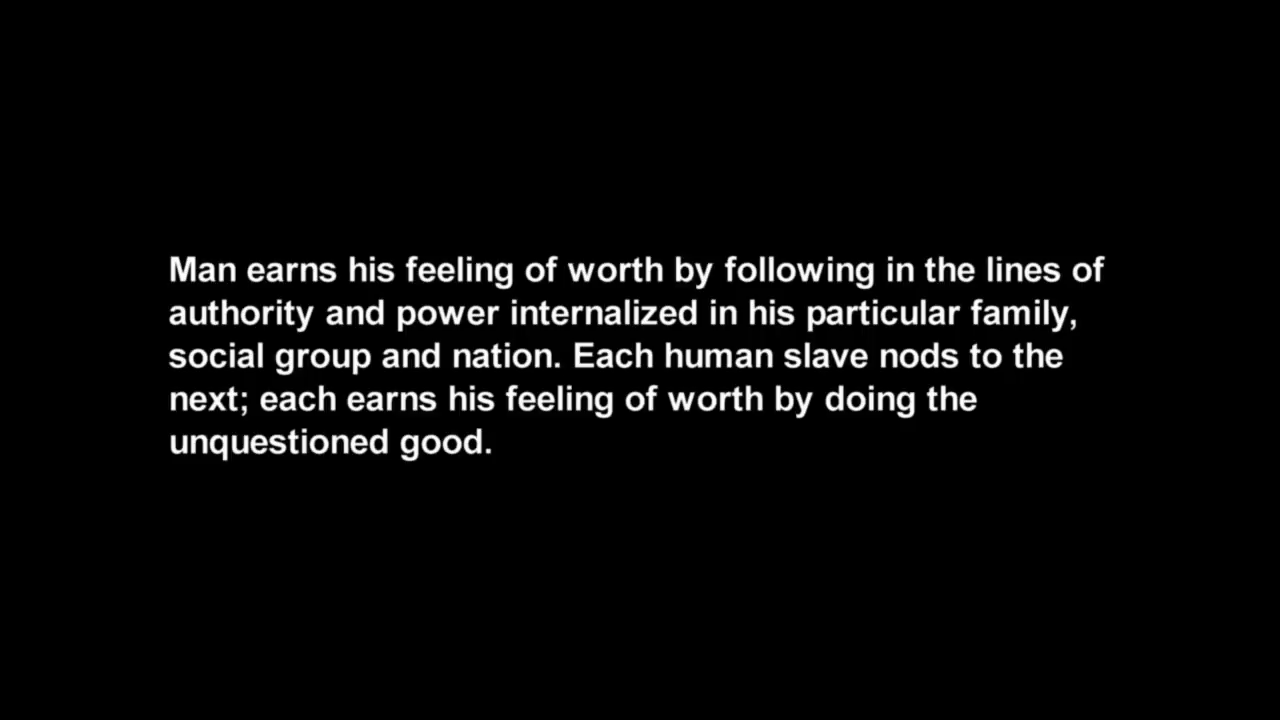 Man earns his feeling of worth by following in the lines of
authority and power internalized in his particular family,
social group and nation. Each human slave nods to the
next; each earns his feeling of worth by doing the
unquestioned good.